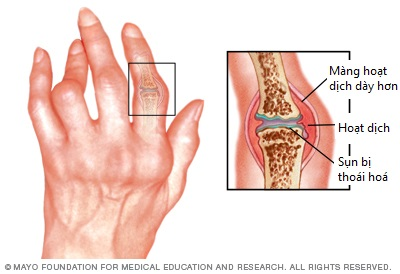 Màng hoạt
dịch dày hơn
Hoạt dịch
Sụn bị
thoái hoá
© MAYO FOUNDATION FOR MEDICAL EDUCATION AND RESEARCH. ALL RIGHTS RESERVED.